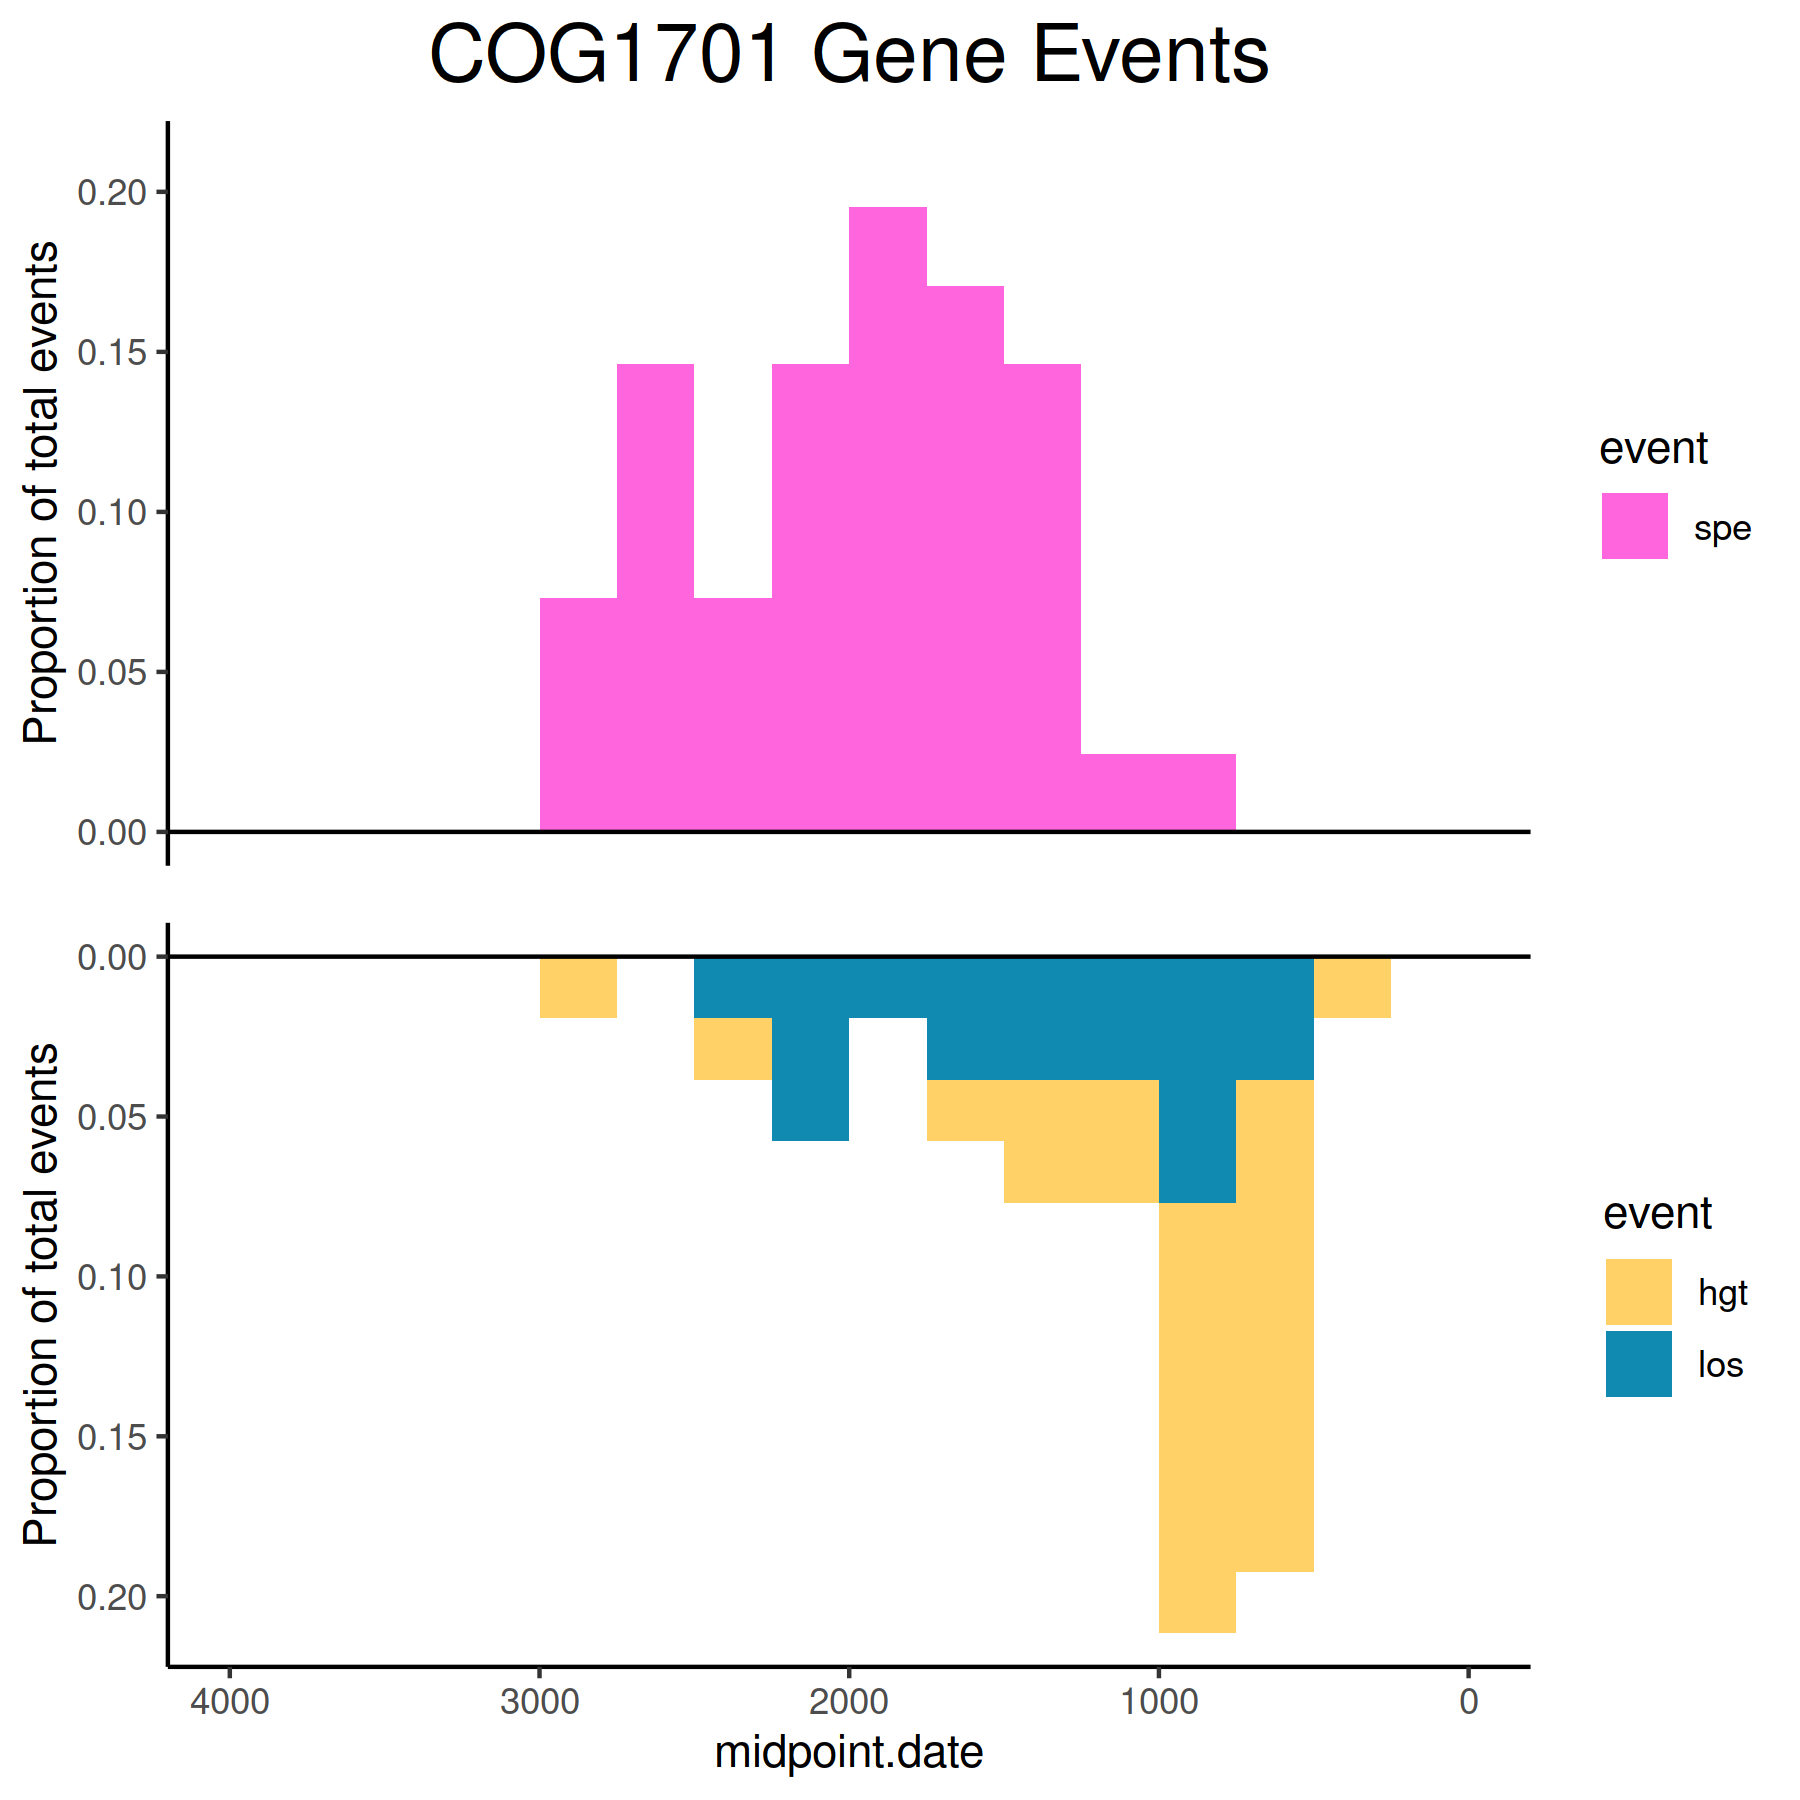 COG1701 Gene Events
Proportion of total events
0.20
0.15
0.10
0.05
0.00
event
spe
Proportion of total events
0.00
0.05
0.10
0.15
0.20
event
hgt
los
4000 3000 2000 1000 0
midpoint.date